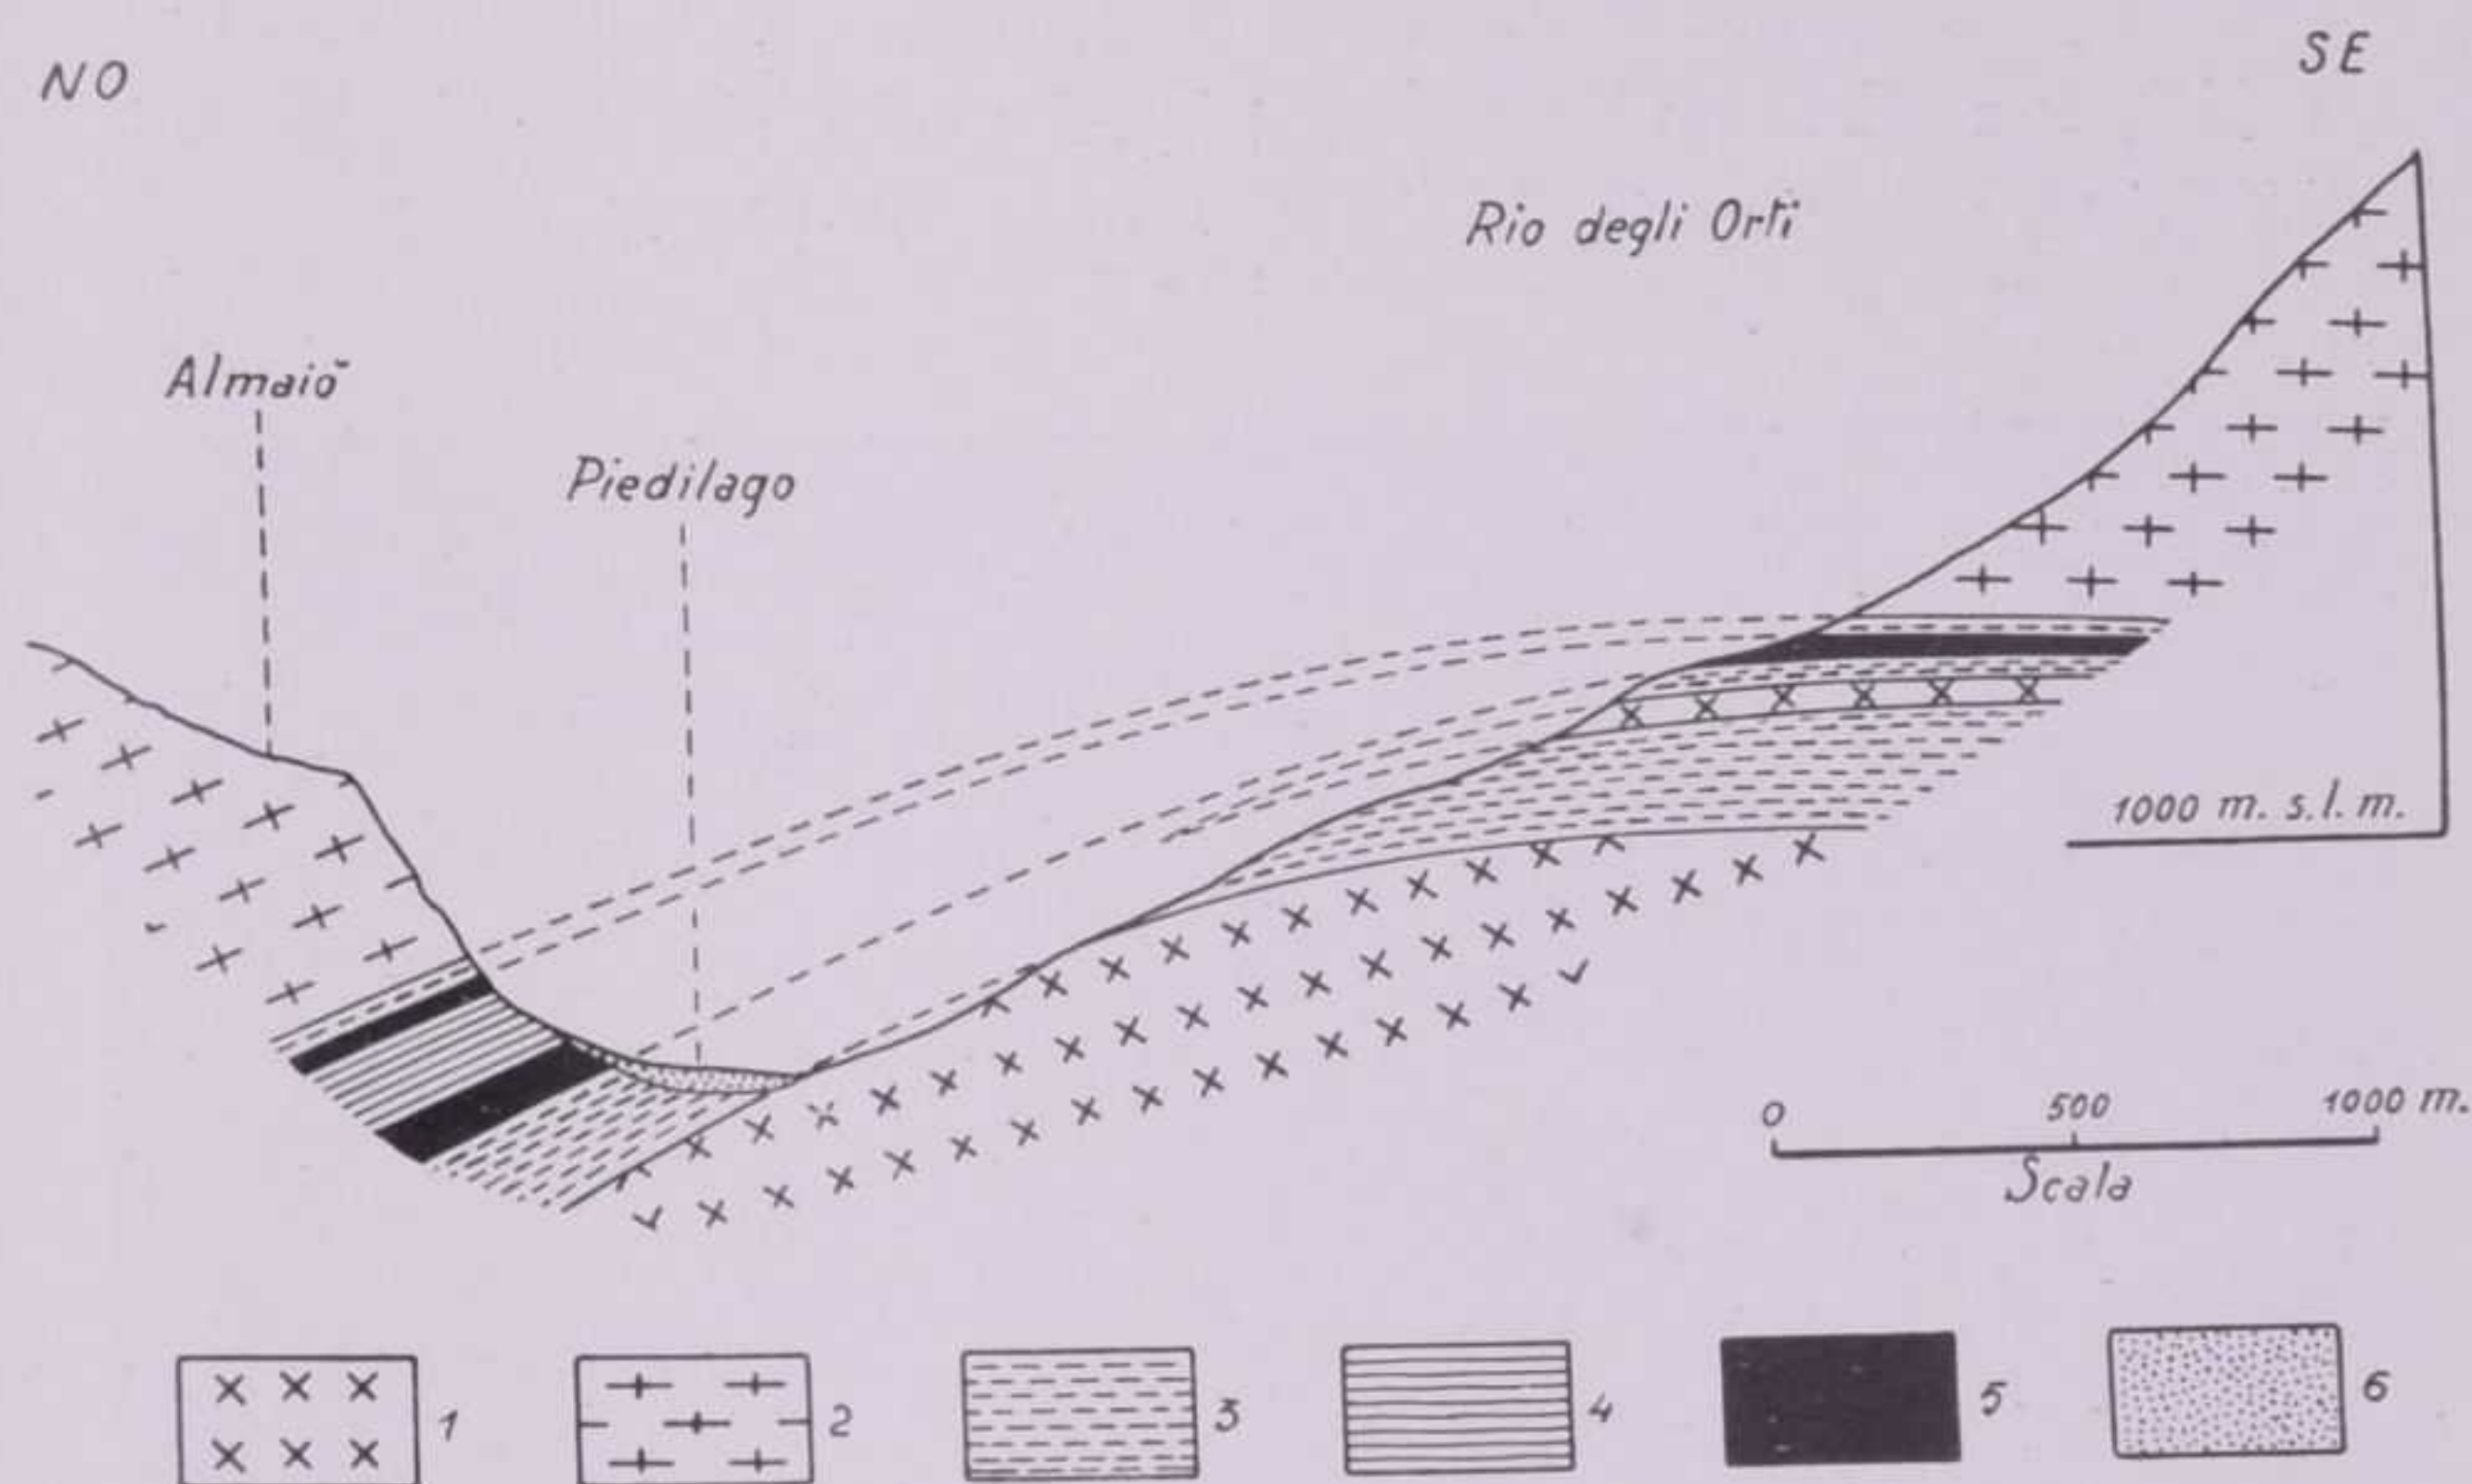 NO
SE
Rio degli Orti
Almaiò
Piedilago
1000 m. s.l.m.
0 500 1000 m.
Scala
1 2 3 4 5 6